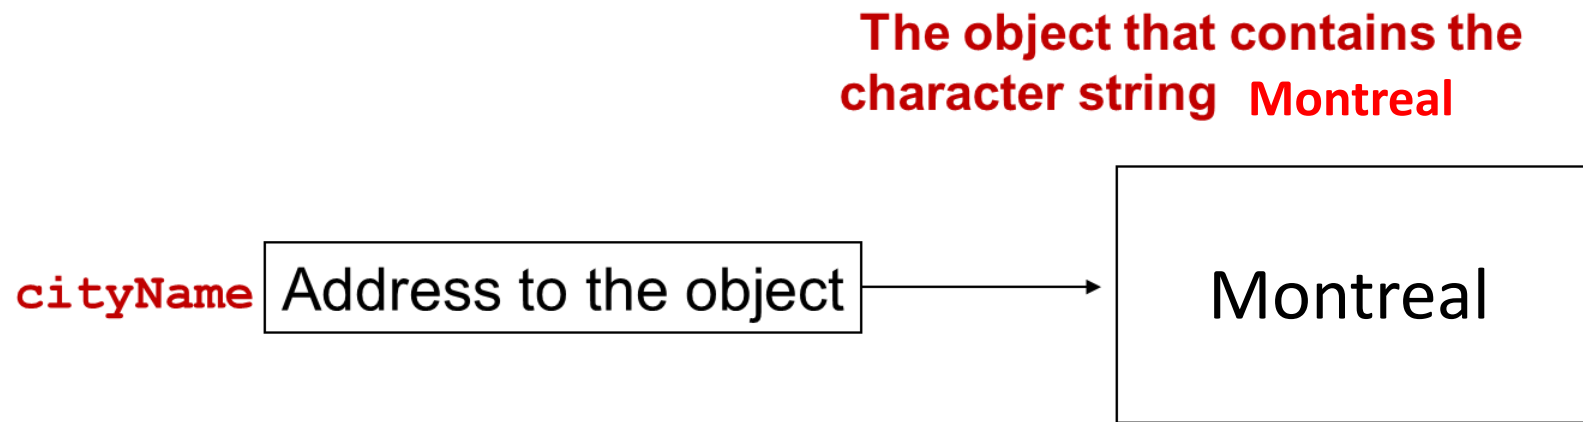 The object that contains the
character string Montreal
cityName Address to the object
Montreal